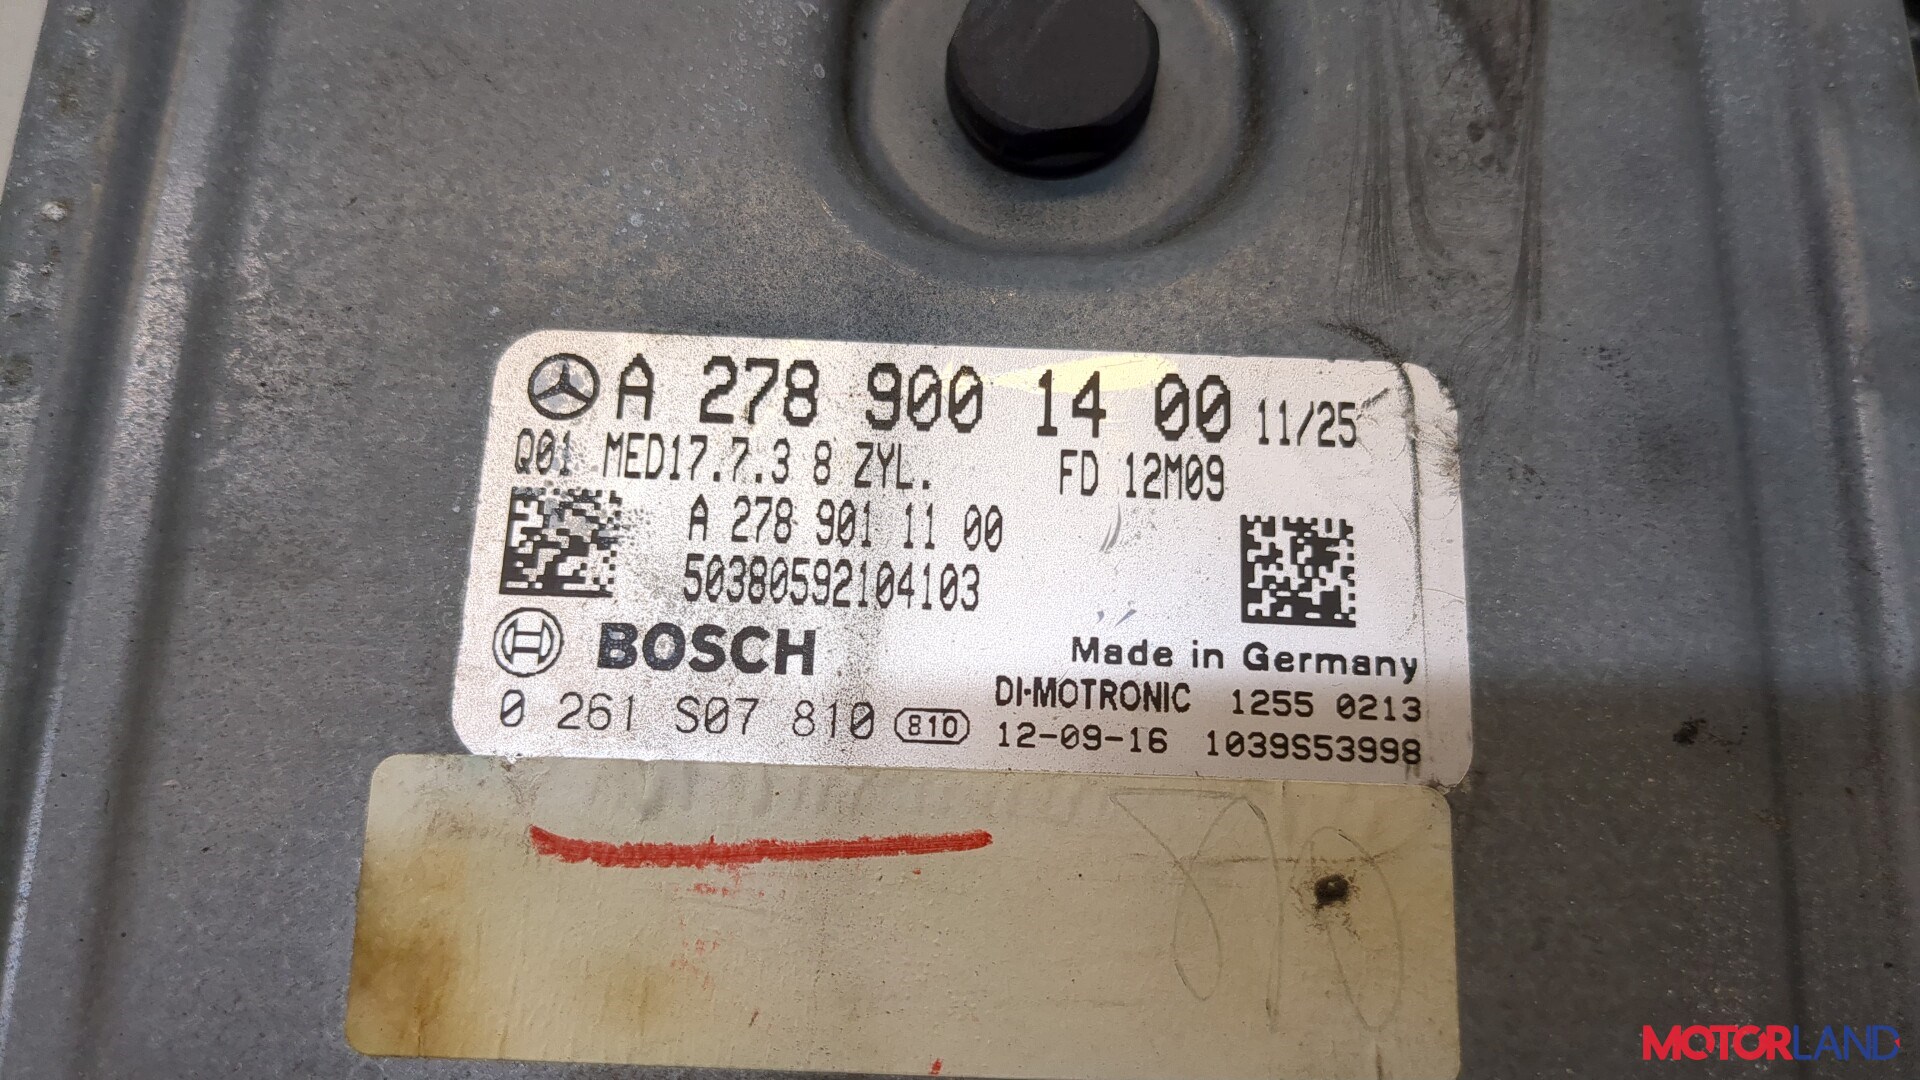 A 278 900 14 00 11/25
Q01 MED17.7.3 8 ZYL. FD 12M09
A 278 901 11 00
50380592104103
BOSCH
Made in Germany
DI-MOTRONIC 1255 0213
0 261 S07 810 810 12-09-16 1039S53998
MOTORLAND